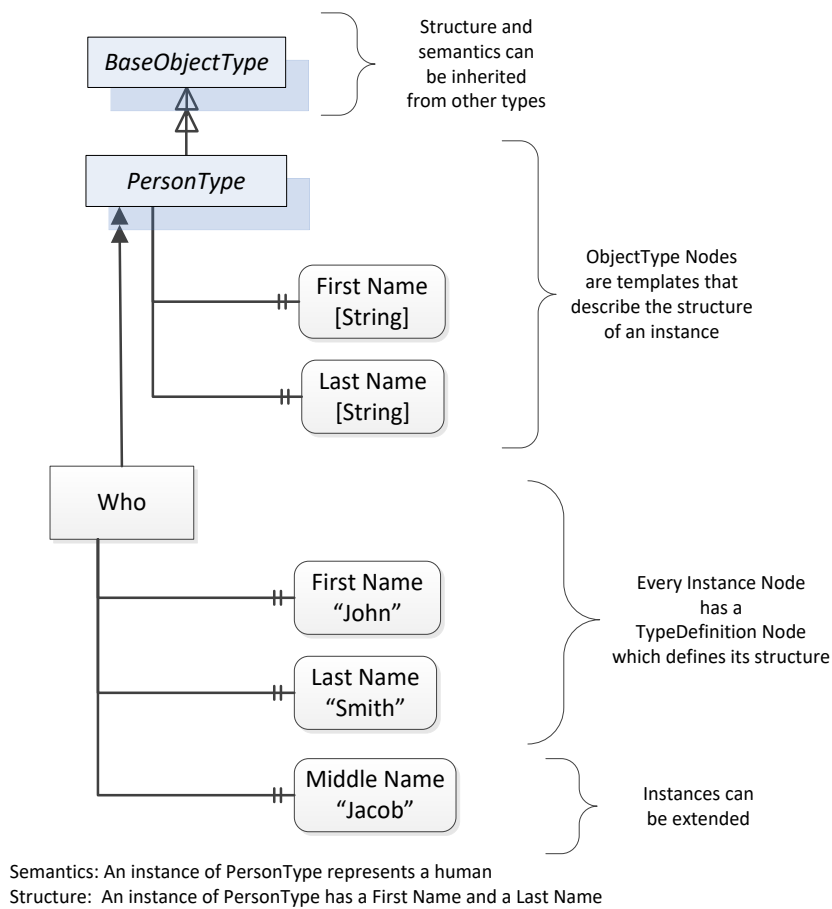 BaseObjectType
Structure and
semantics can
be inherited
from other types
PersonType
ObjectType Nodes
are templates that
describe the structure
of an instance
First Name
[String]
Last Name
[String]
Who
First Name
“John”
Last Name
“Smith”
Every Instance Node
has a
TypeDefinition Node
which defines its structure
Middle Name
“Jacob”
Instances can
be extended
Semantics: An instance of PersonType represents a human
Structure:  An instance of PersonType has a First Name and a Last Name